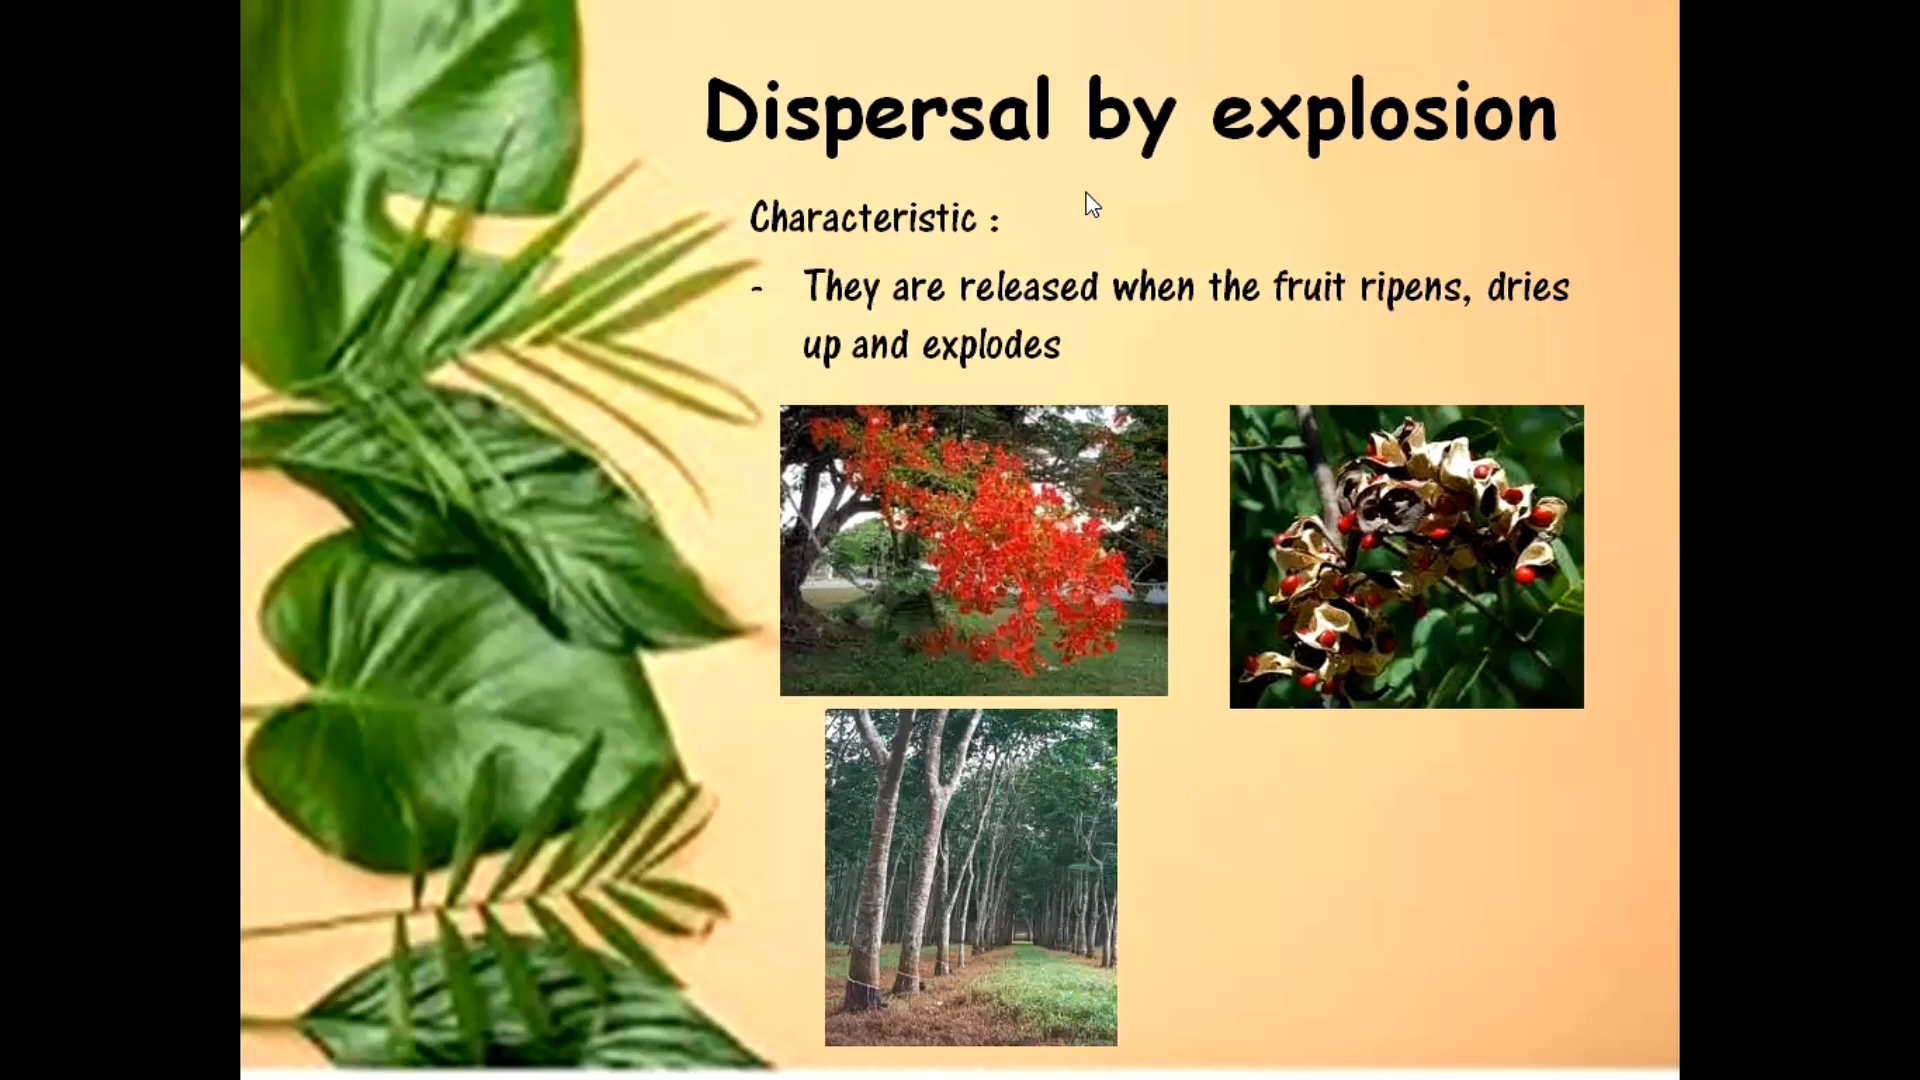 Dispersal by explosion
Characteristic :
- They are released when the fruit ripens, dries
up and explodes